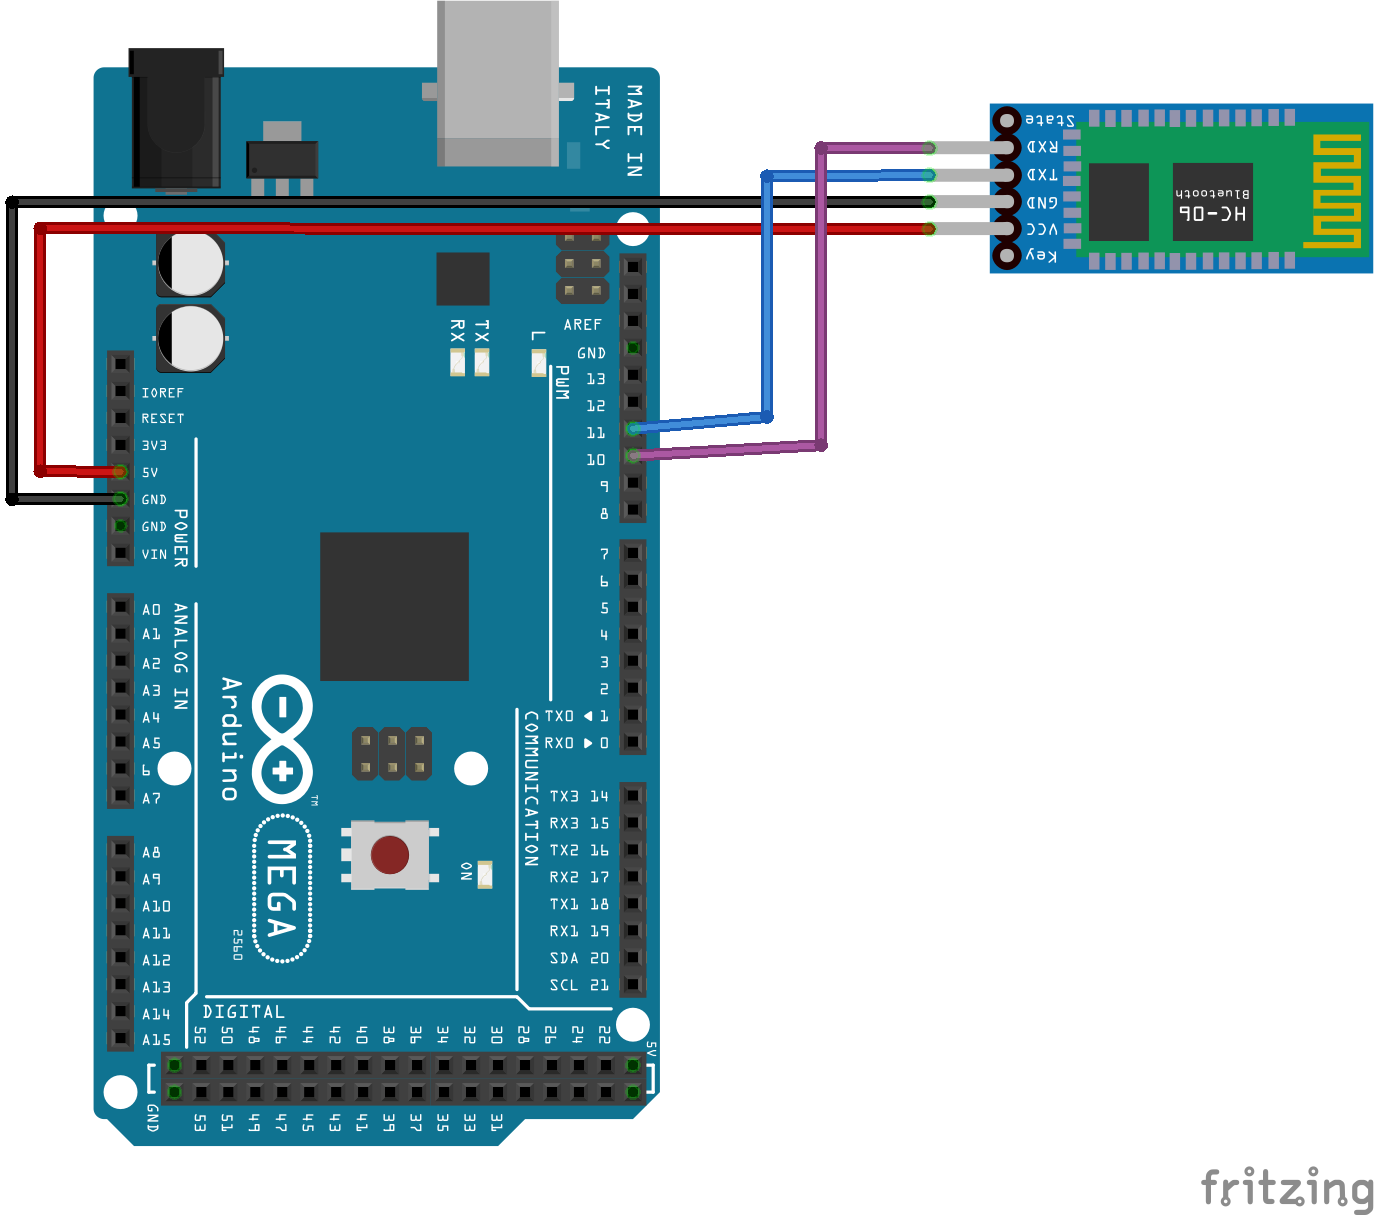 MADE IN
ITALY
State
RXD
TXD
GND
VCC
Key
HC-06
Bluetooth
RX
TX
L
AREF
GND
13
12
11
10
9
8
PWM
IOREF
RESET
3V3
5V
GND
GND
VIN
POWER
7
6
5
4
3
2
TX0 ◀ 1
RX0 ▶ 0
A0
A1
A2
A3
A4
A5
6
A7
ANALOG IN
Arduino
TM
MEGA
2560
COMMUNICATION
TX3 14
RX3 15
TX2 16
RX2 17
TX1 18
RX1 19
SDA 20
SCL 21
ON
A8
A9
A10
A11
A12
A13
A14
A15
DIGITAL
52 50 48 46 44 42 40 38 36 34 32 30 28 26 24 22
5V
GND
53 51 49 47 45 43 41 39 37 35 33 31
fritzing